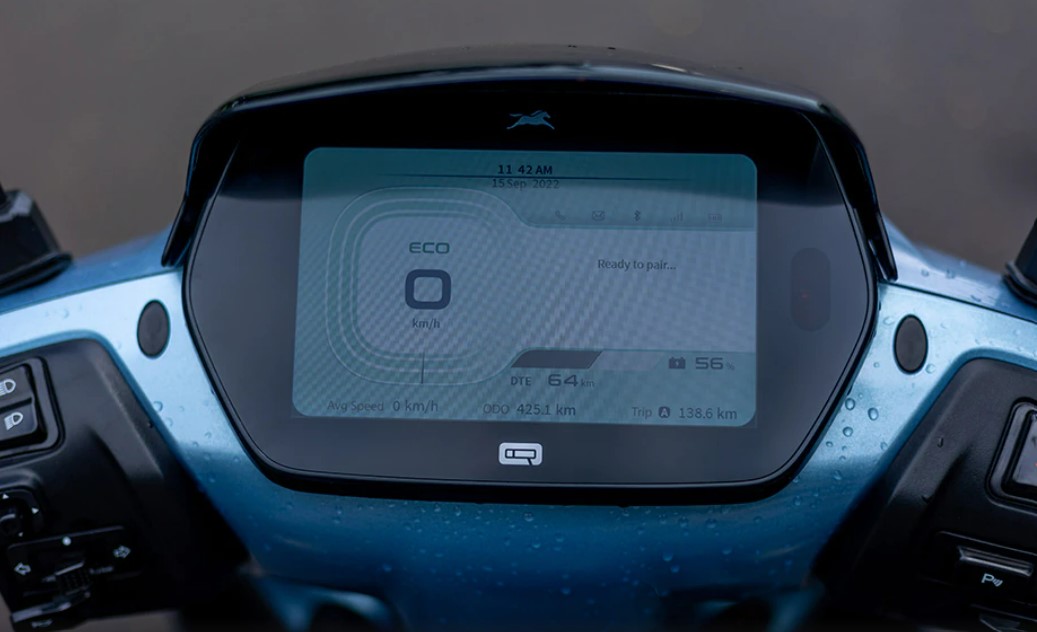 11 42 AM
15 Sep 2022
ECO
0
km/h
Ready to pair...
56 %
DTE 64 km
Avg Speed 0 km/h ODO 425.1 km Trip A 138.6 km
P